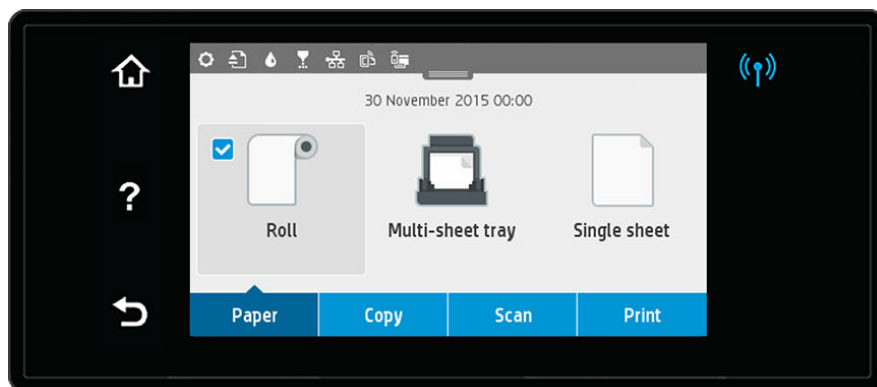 30 November 2015 00:00
Roll
Multi-sheet tray
Single sheet
?
Paper
Copy
Scan
Print